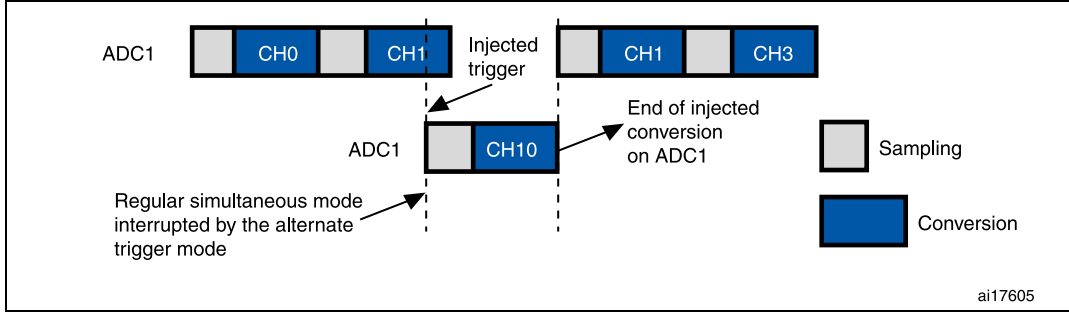 ADC1
CH0
CH1
Injected
trigger
CH1
CH3
ADC1
CH10
End of injected
conversion
on ADC1
Sampling
Regular simultaneous mode
interrupted by the alternate
trigger mode
Conversion
ai17605